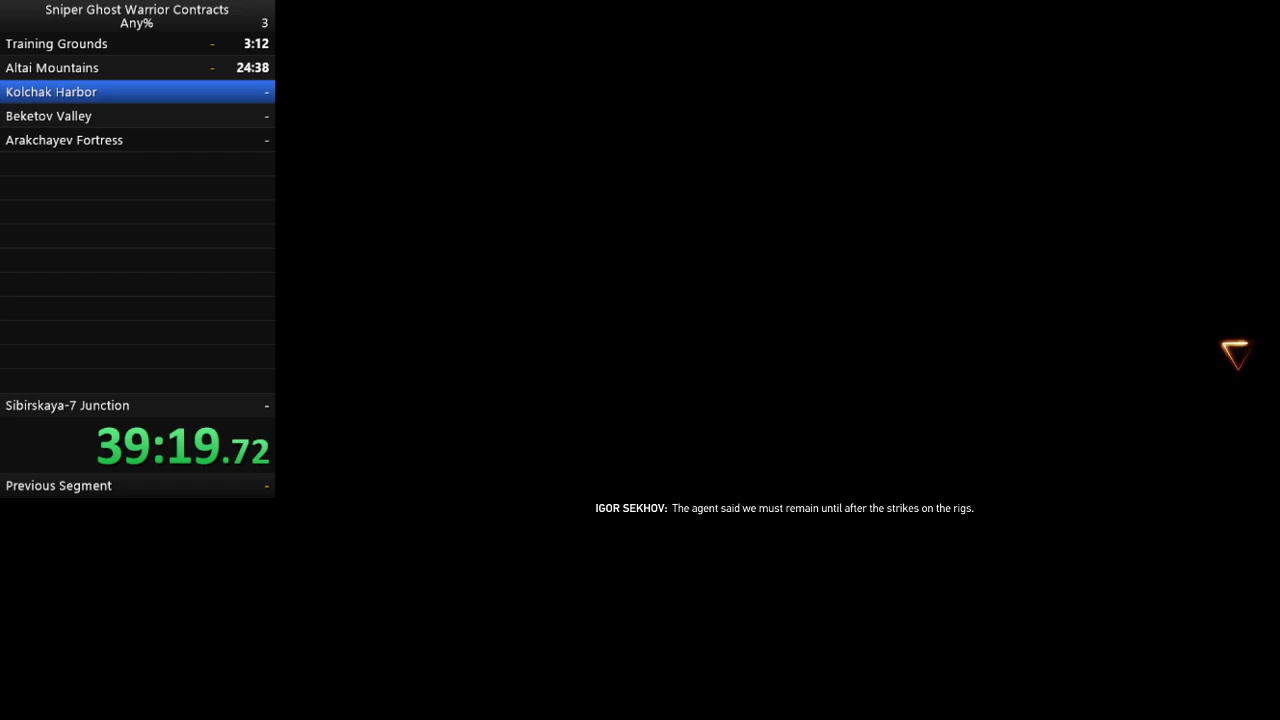 Sniper Ghost Warrior Contracts
Any% 3
Training Grounds - 3:12
Altai Mountains - 24:38
Kolchak Harbor -
Beketov Valley -
Arakchayev Fortress -
Sibirskaya-7 Junction -
39:19.72
Previous Segment -
IGOR SEKHOV: The agent said we must remain until after the strikes on the rigs.